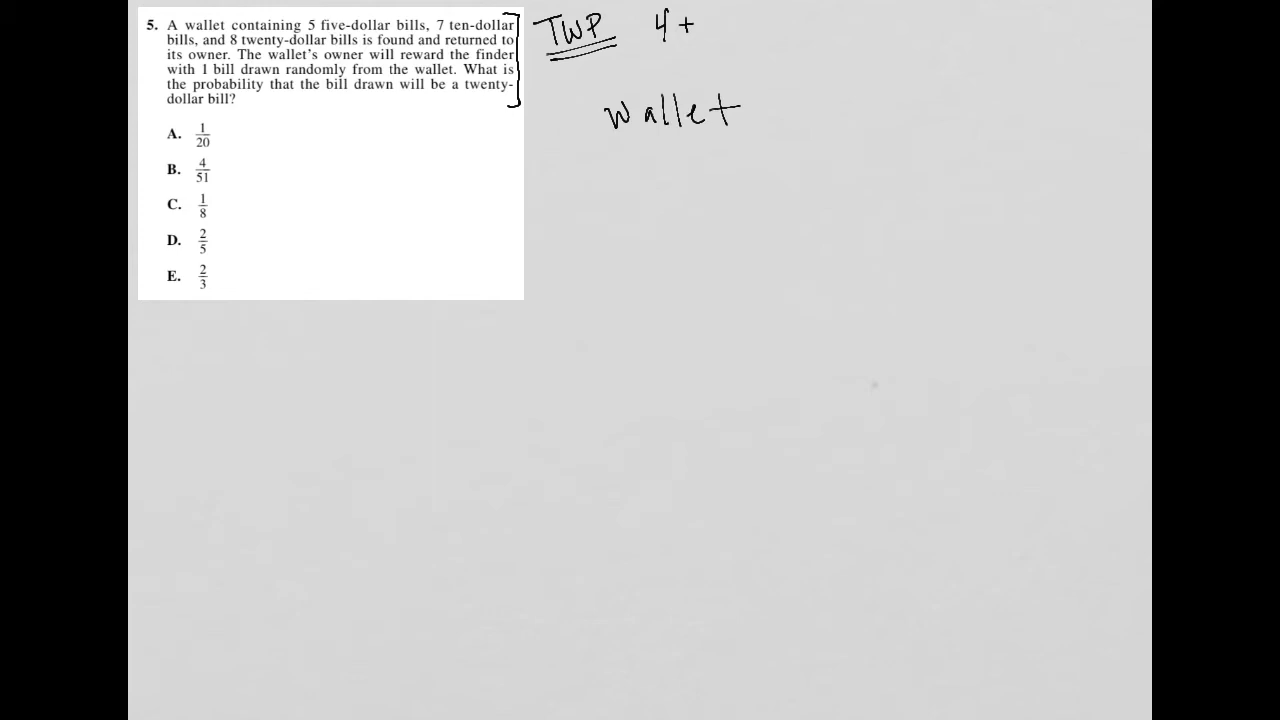 5. A wallet containing 5 five-dollar bills, 7 ten-dollar
bills, and 8 twenty-dollar bills is found and returned to
its owner. The wallet's owner will reward the finder
with 1 bill drawn randomly from the wallet. What is
the probability that the bill drawn will be a twenty-
dollar bill?
A. 1/20
B. 4/51
C. 1/8
D. 2/5
E. 2/3
TWP 4+
wallet